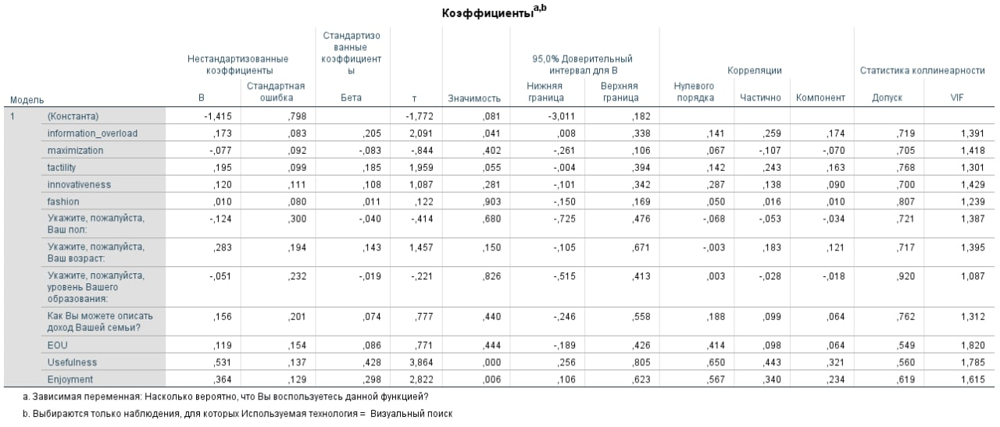 Коэффициенты a,b
Модель
Нестандартизованные коэффициенты
B
Стандартная ошибка
Стандартизованные коэффициенты
Бета
т
Значимость
95,0% Доверительный интервал для B
Нижняя граница
Верхняя граница
Корреляции
Нулевого порядка
Частично
Компонент
Статистика коллинеарности
Допуск
VIF
1 (Константа) -1,415 ,798 -1,772 ,081 -3,011 ,182
information_overload ,173 ,083 ,205 2,091 ,041 ,008 ,338 ,141 ,259 ,174 ,719 1,391
maximization -,077 ,092 -,083 -,844 ,402 -,261 ,106 ,067 -,107 -,070 ,705 1,418
tactility ,195 ,099 ,185 1,959 ,055 -,004 ,394 ,142 ,243 ,163 ,768 1,301
innovativeness ,120 ,111 ,108 1,087 ,281 -,101 ,342 ,287 ,138 ,090 ,700 1,429
fashion ,010 ,080 ,011 ,122 ,903 -,150 ,169 ,050 ,016 ,010 ,807 1,239
Укажите, пожалуйста, Ваш пол: -,124 ,300 -,040 -,414 ,680 -,725 ,476 -,068 -,053 -,034 ,721 1,387
Укажите, пожалуйста, Ваш возраст: ,283 ,194 ,143 1,457 ,150 -,105 ,671 -,003 ,183 ,121 ,717 1,395
Укажите, пожалуйста, уровень Вашего образования: -,051 ,232 -,019 -,221 ,826 -,515 ,413 ,003 -,028 -,018 ,920 1,087
Как Вы можете описать доход Вашей семьи? ,156 ,201 ,074 ,777 ,440 -,246 ,558 ,188 ,099 ,064 ,762 1,312
EOU ,119 ,154 ,086 ,771 ,444 -,189 ,426 ,414 ,098 ,064 ,549 1,820
Usefulness ,531 ,137 ,428 3,864 ,000 ,256 ,805 ,650 ,443 ,321 ,560 1,785
Enjoyment ,364 ,129 ,298 2,822 ,006 ,106 ,623 ,567 ,340 ,234 ,619 1,615
a. Зависимая переменная: Насколько вероятно, что Вы воспользуетесь данной функцией?
b. Выбираются только наблюдения, для которых Используемая технология = Визуальный поиск